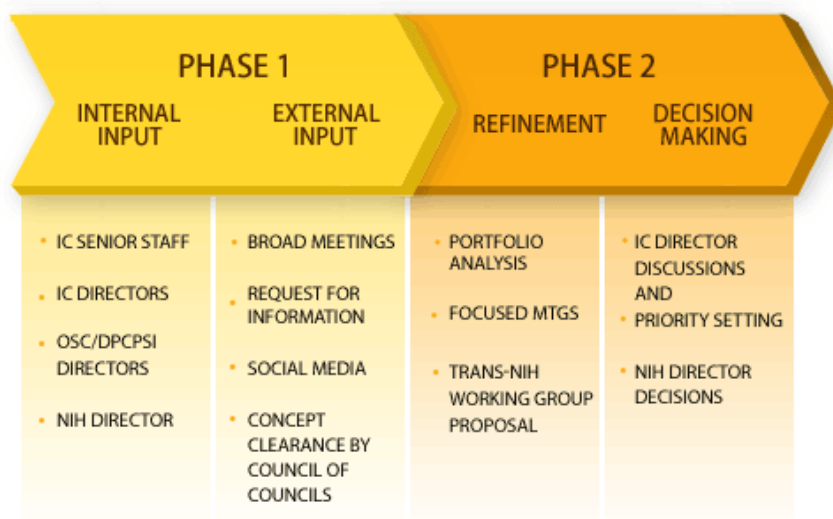 PHASE 1
INTERNAL
INPUT
EXTERNAL
INPUT
PHASE 2
REFINEMENT
DECISION
MAKING
• IC SENIOR STAFF
• IC DIRECTORS
• OSC/DPCPSI
DIRECTORS
• NIH DIRECTOR
• BROAD MEETINGS
• REQUEST FOR
INFORMATION
• SOCIAL MEDIA
• CONCEPT
CLEARANCE BY
COUNCIL OF
COUNCILS
• PORTFOLIO
ANALYSIS
• FOCUSED MTGS
• TRANS-NIH
WORKING GROUP
PROPOSAL
• IC DIRECTOR
DISCUSSIONS
AND
• PRIORITY SETTING
• NIH DIRECTOR
DECISIONS